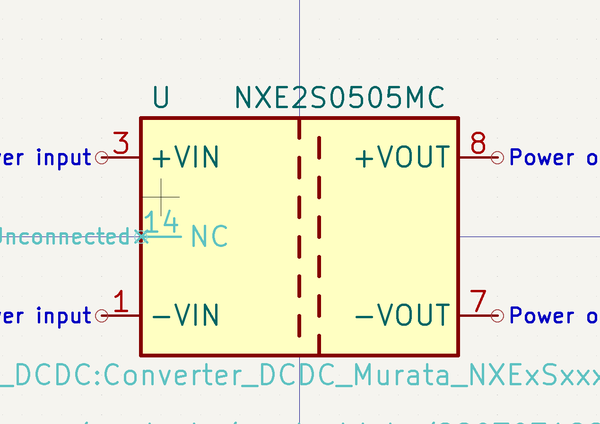 U NXE2S0505MC
er input 3 +VIN +VOUT 8 Power o
Unconnected 14 NC
er input 1 −VIN −VOUT 7 Power o
_DCDC:Converter_DCDC_Murata_NXExSxxx